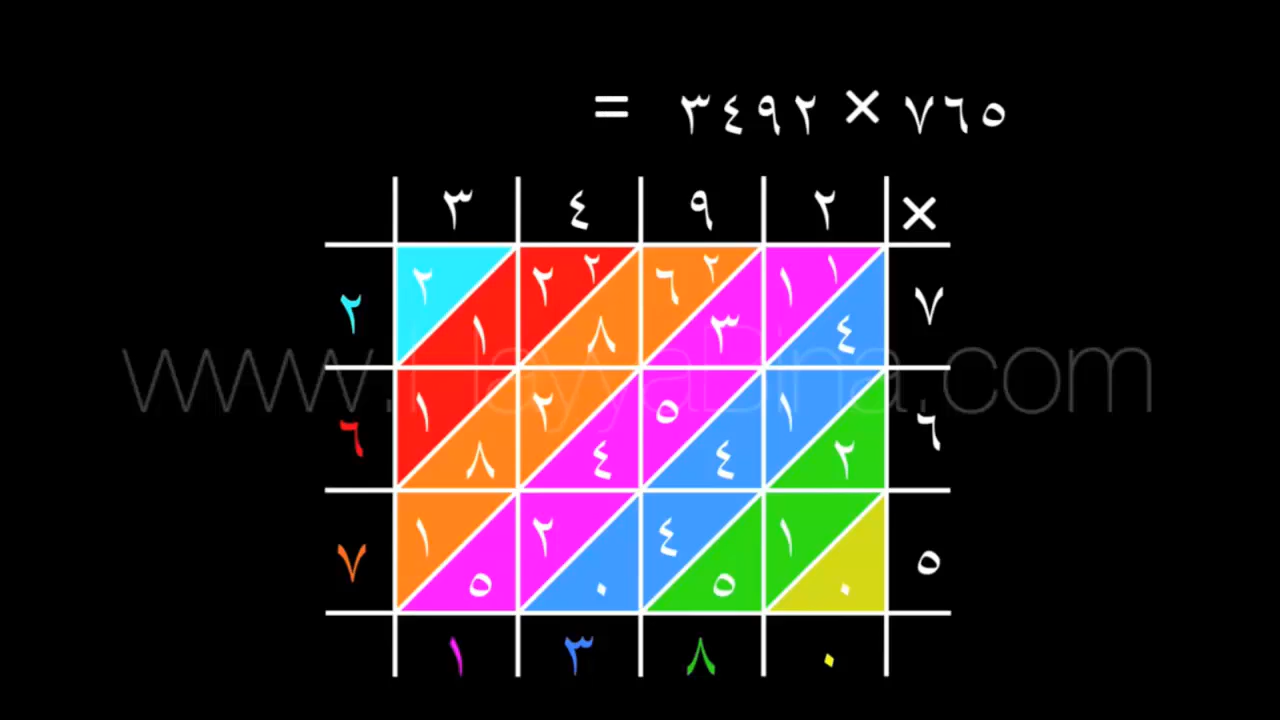 ٣٤٩٢ × ٧٦٥ =
٣ ٤ ٩ ٢ ×
٢ ٢ ٢ ٦ ٢ ١ ١
٢ ١ ٨ ٣ ٤ ٧
١ ٢ ٥ ١
٦ ٨ ٤ ٤ ٢ ٦
١ ٢ ٤ ١
٧ ٥ ٠ ٥ ٠ ٥
١ ٣ ٨ ٠
www.HayyaBina.com